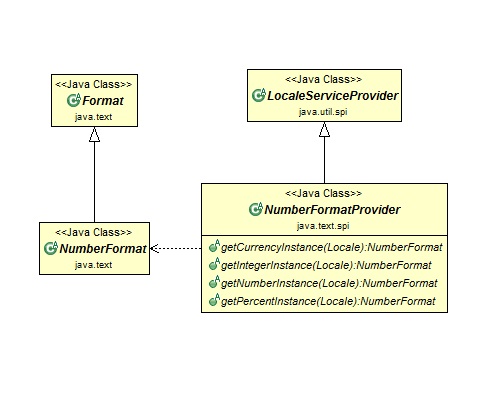 <<Java Class>>
Format
java.text
<<Java Class>>
LocaleServiceProvider
java.util.spi
<<Java Class>>
NumberFormat
java.text
<<Java Class>>
NumberFormatProvider
java.text.spi
getCurrencyInstance(Locale):NumberFormat
getIntegerInstance(Locale):NumberFormat
getNumberInstance(Locale):NumberFormat
getPercentInstance(Locale):NumberFormat